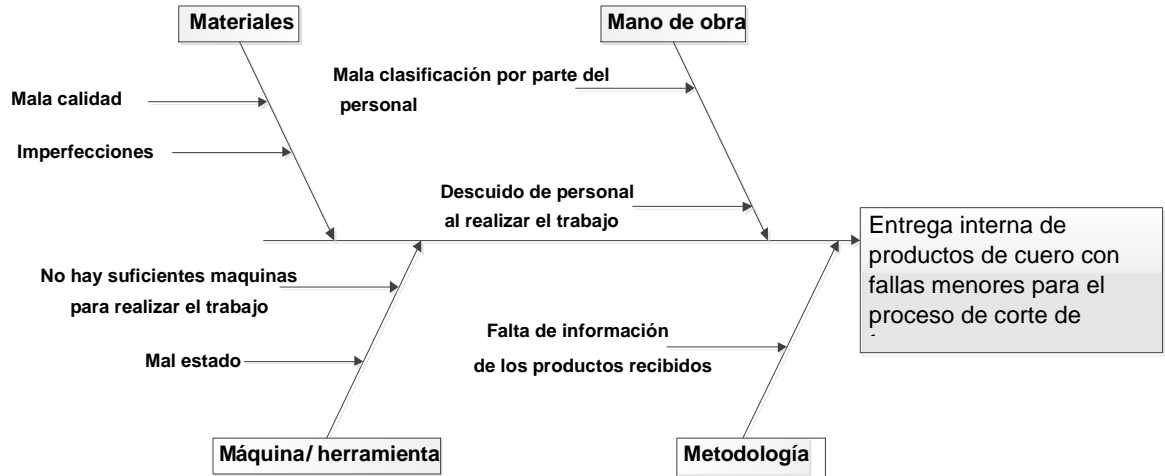 Materiales
Mano de obra
Mala clasificación por parte del
personal
Mala calidad
Imperfecciones
Descuido de personal
al realizar el trabajo
Entrega interna de
productos de cuero con
fallas menores para el
proceso de corte de
No hay suficientes maquinas
para realizar el trabajo
Mal estado
Falta de información
de los productos recibidos
Máquina/ herramienta
Metodología